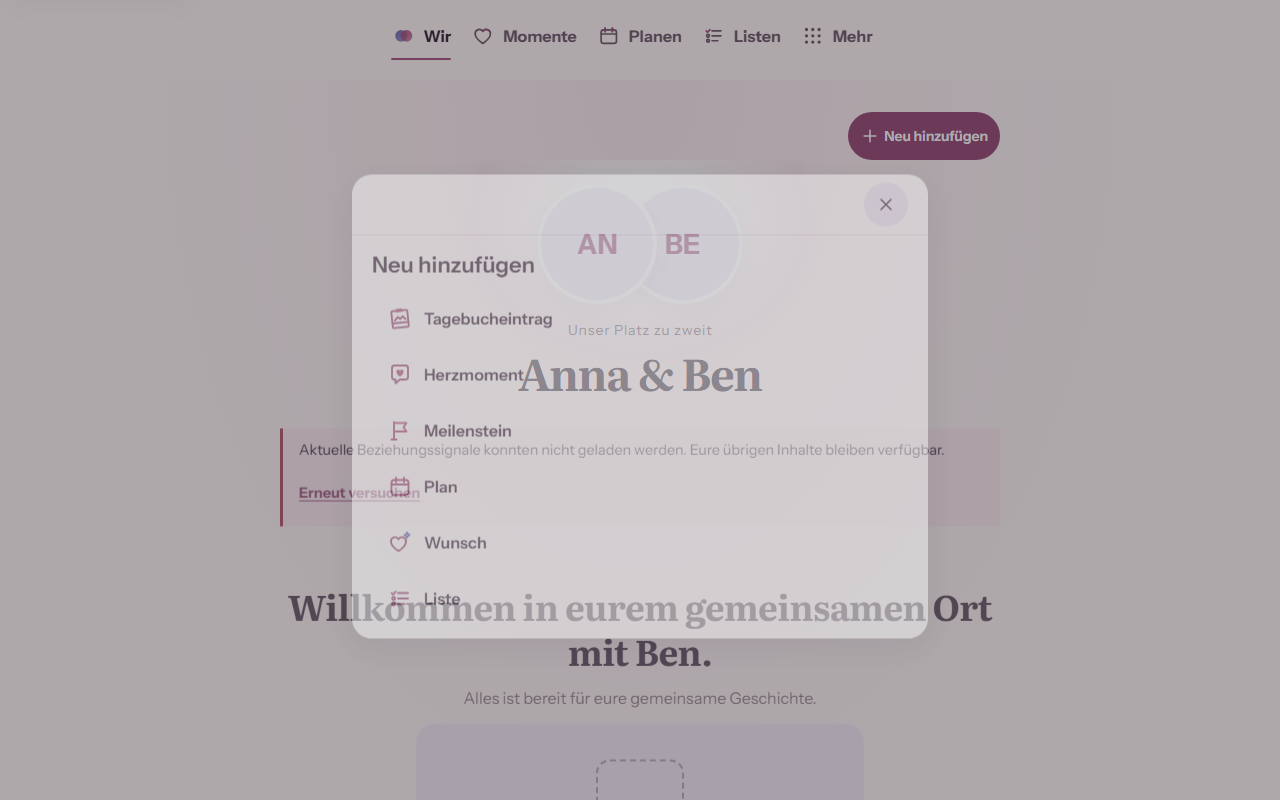 Wir
Momente
Planen
Listen
Mehr
Neu hinzufügen
AN
BE
Neu hinzufügen
Tagebucheintrag
Unser Platz zu zweit
Herzmoment
Anna & Ben
Meilenstein
Aktuelle Beziehungssignale konnten nicht geladen werden. Eure übrigen Inhalte bleiben verfügbar.
Plan
Erneut versuchen
Wunsch
Liste
Willkommen in eurem gemeinsamen Ort
mit Ben.
Alles ist bereit für eure gemeinsame Geschichte.